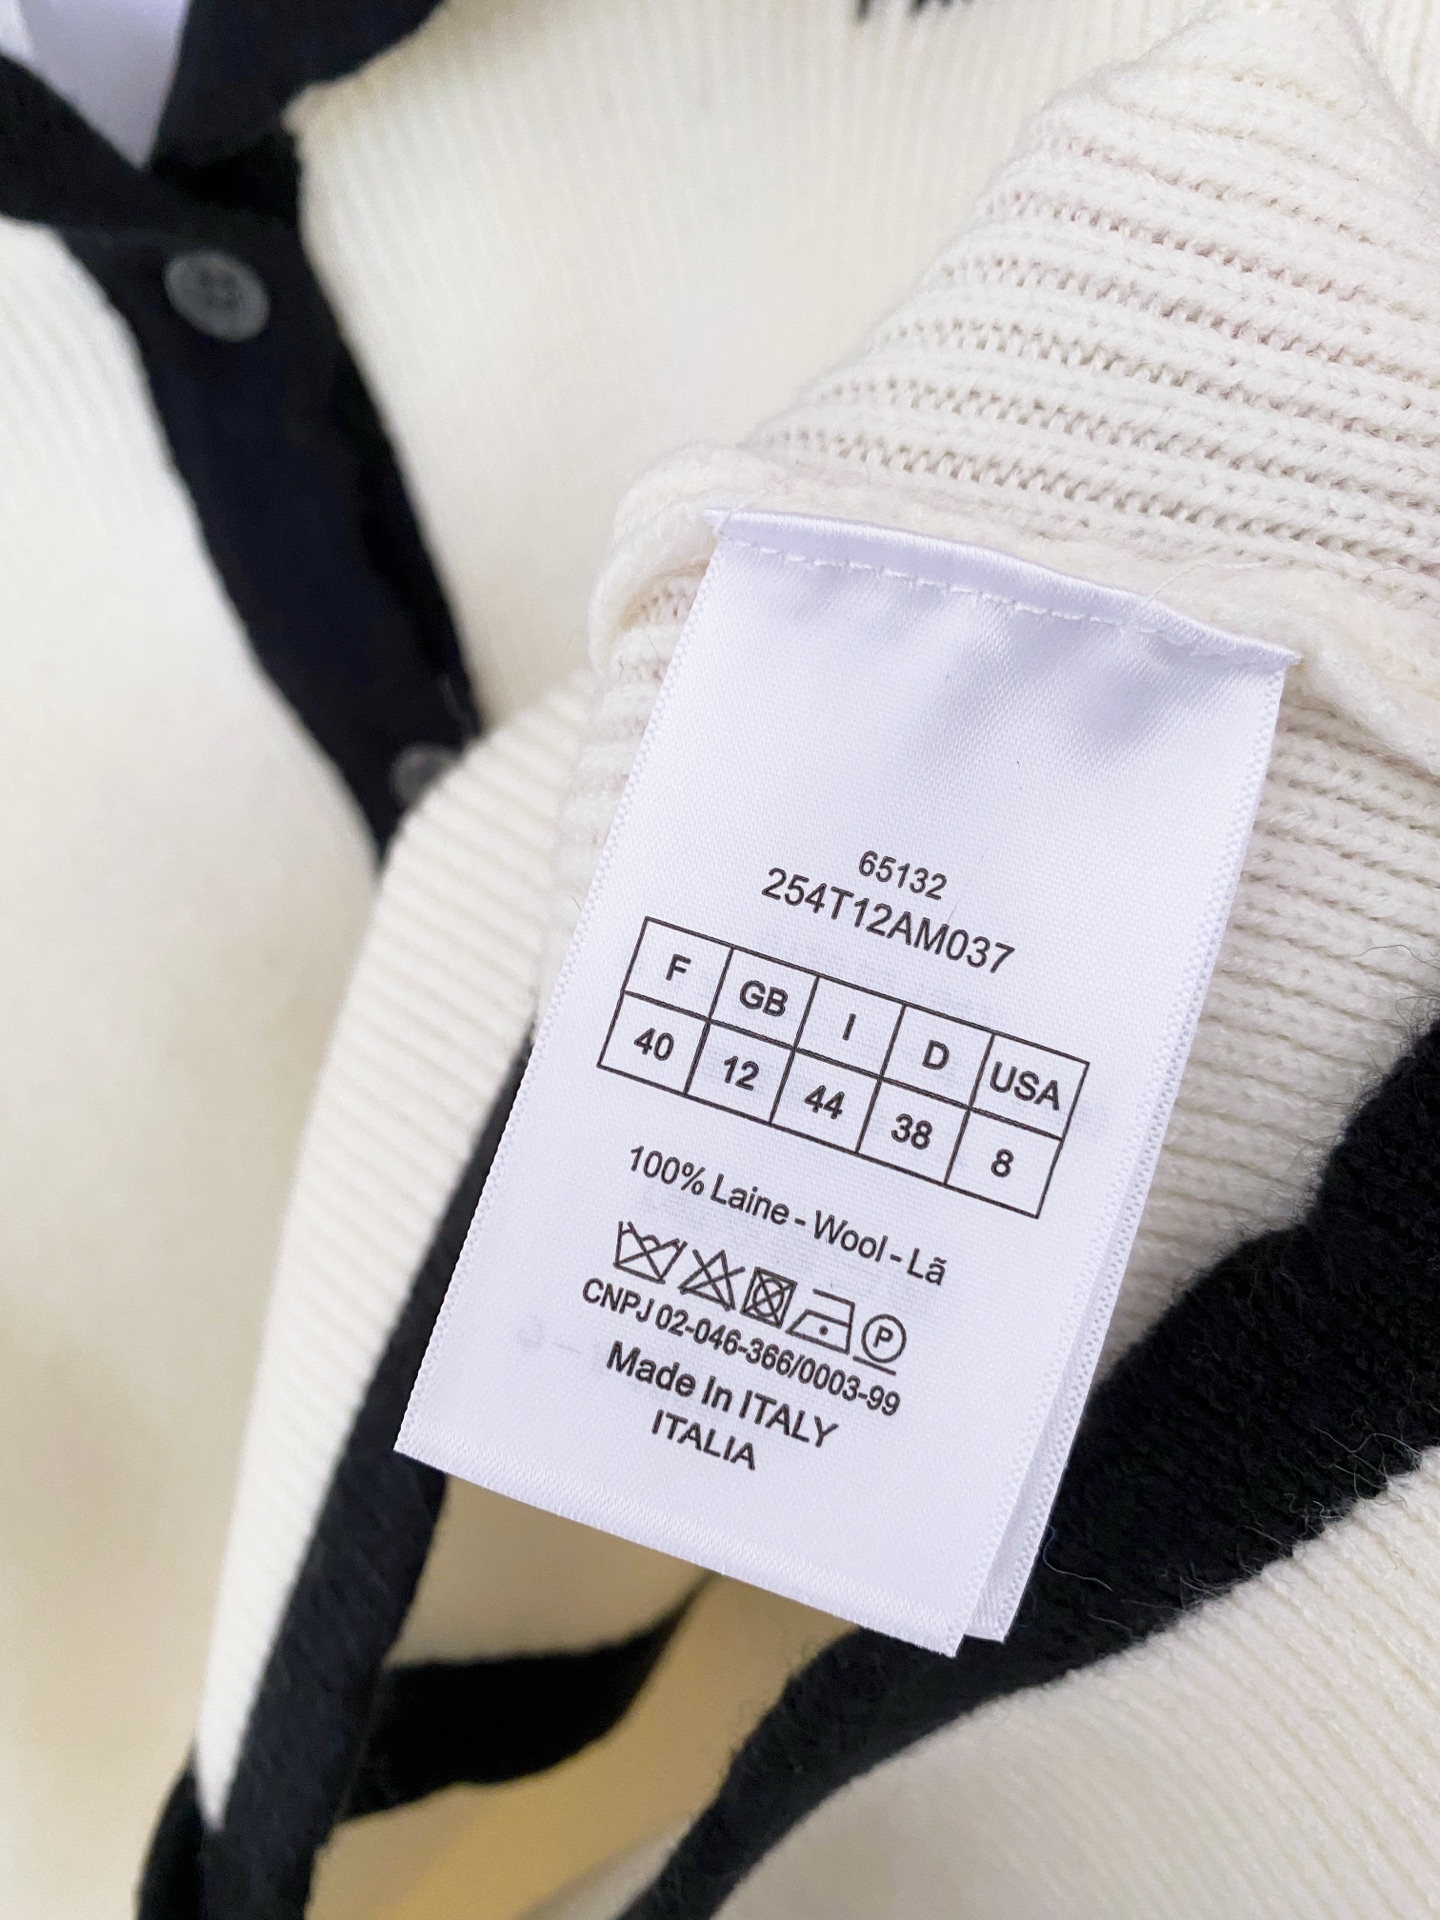 65132
254T12AM037
F GB I D USA
40 12 44 38 8
100% Laine - Wool - Lã
P
CNPJ 02-046-366/0003-99
Made In ITALY
ITALIA